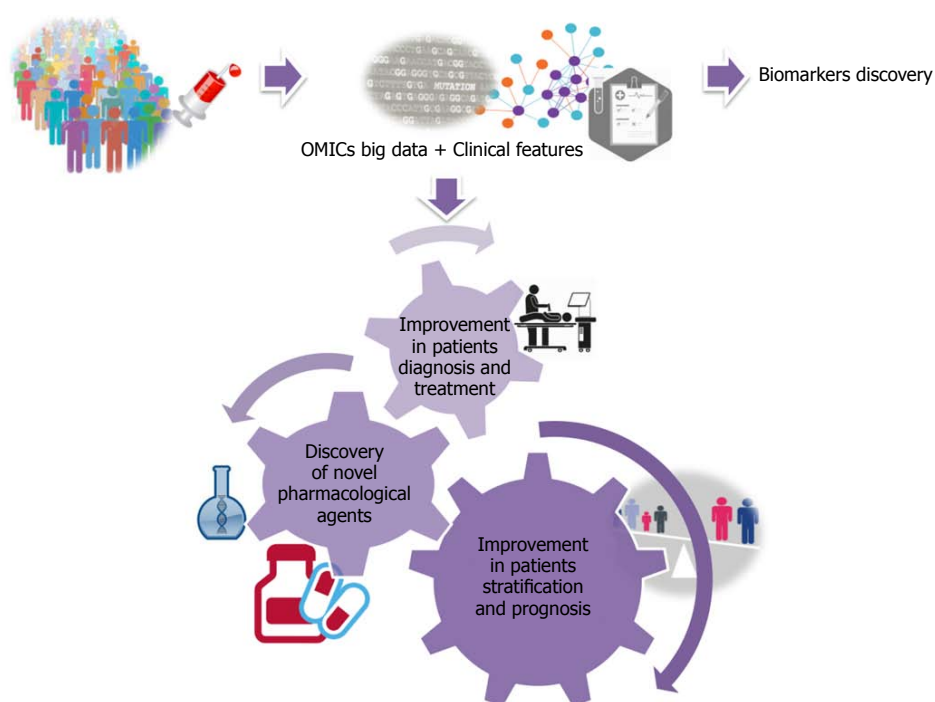 MUTATION
OMICs big data + Clinical features
Biomarkers discovery
Improvement
in patients
diagnosis and
treatment
Discovery
of novel
pharmacological
agents
Improvement
in patients
stratification
and prognosis